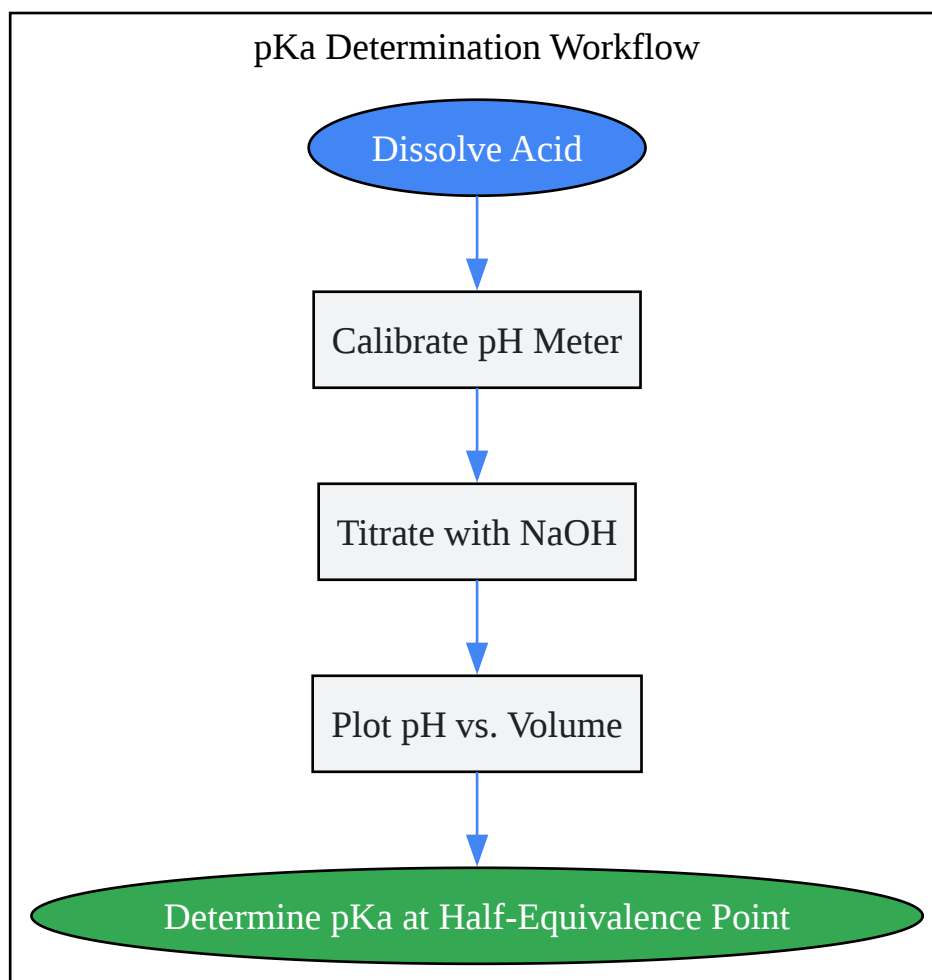 pKa Determination Workflow
Dissolve Acid
Calibrate pH Meter
Titrate with NaOH
Plot pH vs. Volume
Determine pKa at Half-Equivalence Point